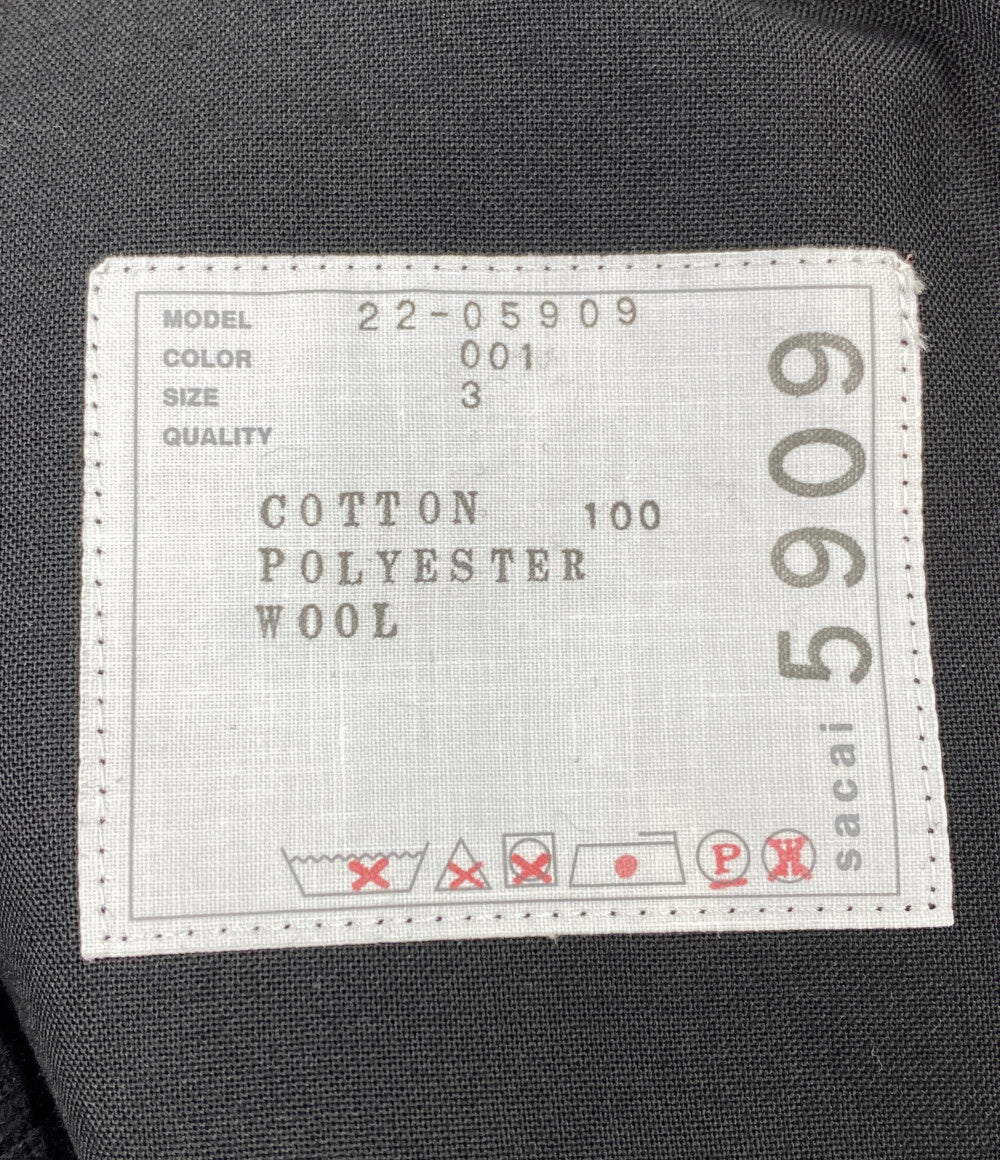 MODEL 22-05909
COLOR 001
SIZE 3
QUALITY
COTTON 100
POLYESTER
WOOL
P W
sacai 5909